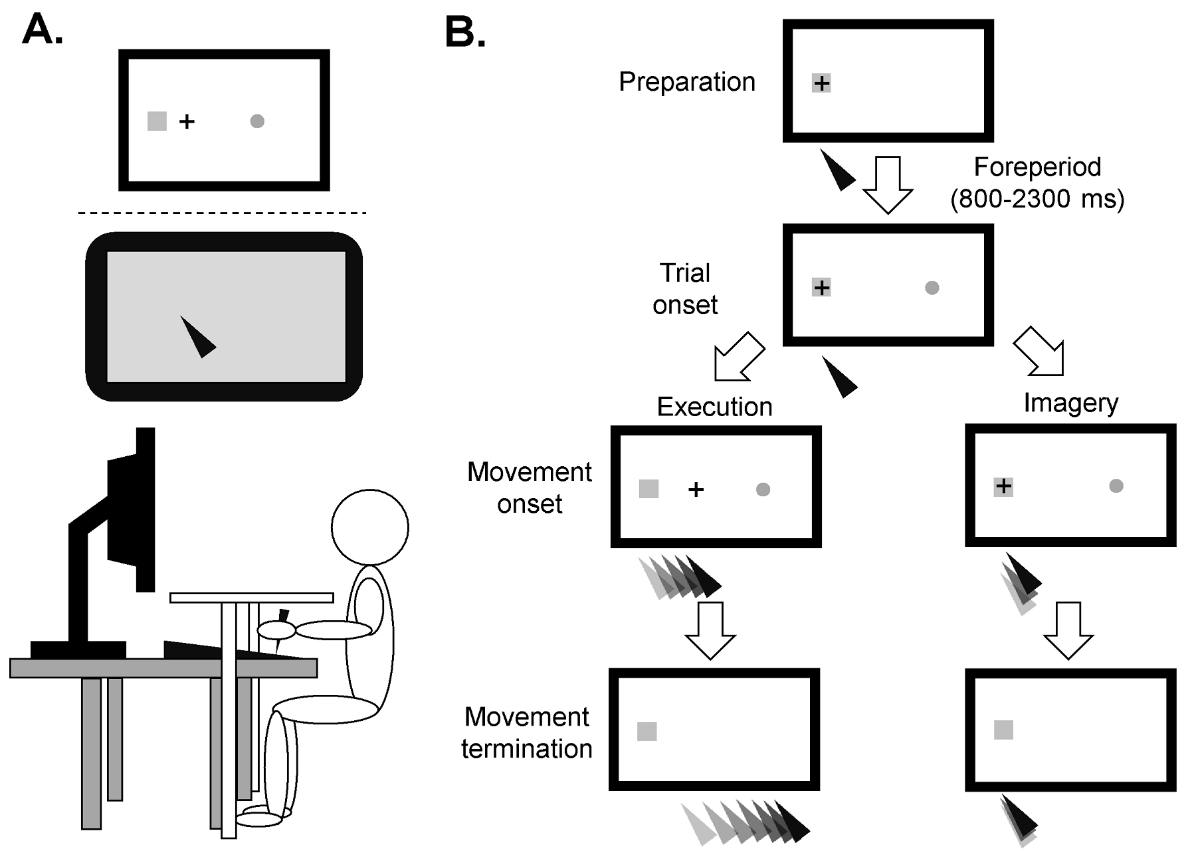 A.
B.
Preparation
Foreperiod
(800-2300 ms)
Trial
onset
Execution
Imagery
Movement
onset
Movement
termination